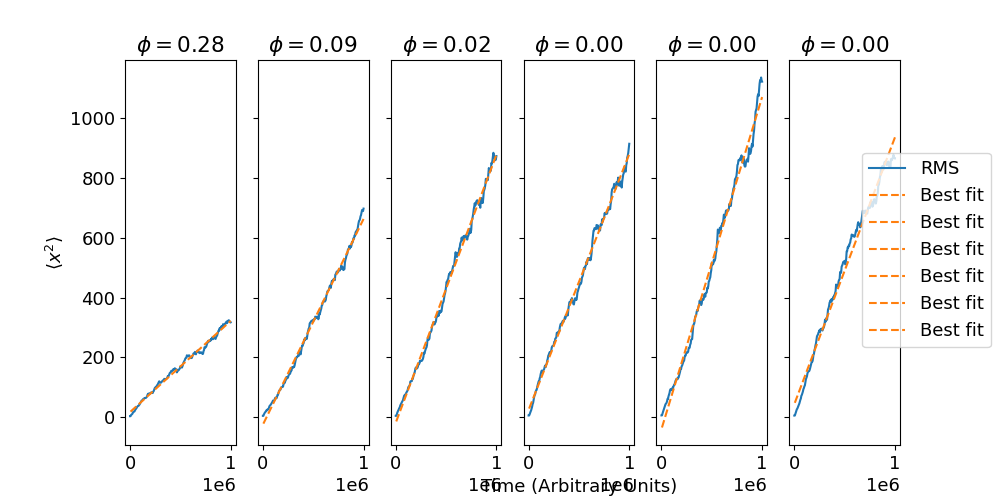 ϕ = 0.28 ϕ = 0.09 ϕ = 0.02 ϕ = 0.00 ϕ = 0.00 ϕ = 0.00
1000
800
600
400
200
0
⟨x²⟩
RMS
Best fit
Best fit
Best fit
Best fit
Best fit
Best fit
0 1 0 1 0 1 0 1 0 1 0 1
1e6 1e6 1e6 1e6 1e6 1e6
Time (Arbitrary Units)